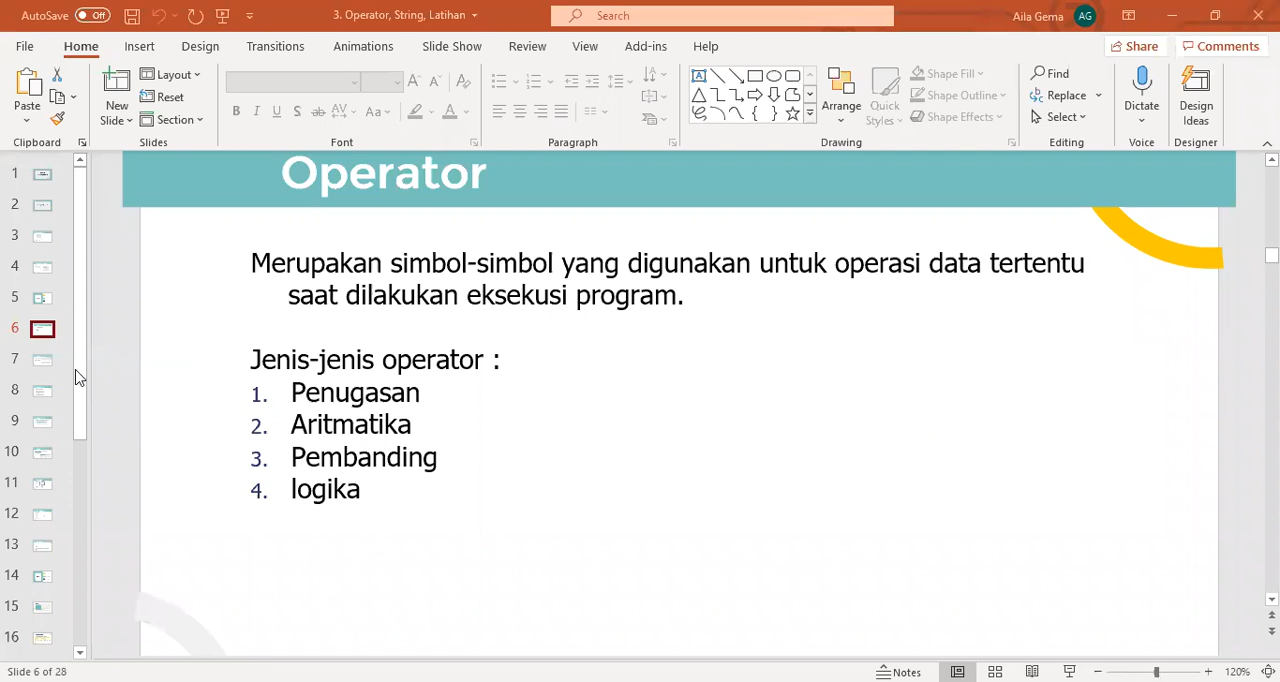 AutoSave Off 3. Operator, String, Latihan Search Aila Gema AG
File Home Insert Design Transitions Animations Slide Show Review View Add-ins Help Share Comments
Paste New Slide Layout Reset Section B I U S ab AV Aa A A A A Arrange Quick Styles Shape Fill Shape Outline Shape Effects Find Replace Select Dictate Design Ideas
Clipboard Slides Font Paragraph Drawing Editing Voice Designer
1
2
3
4
5
6
7
8
9
10
11
12
13
14
15
16
Operator
Merupakan simbol-simbol yang digunakan untuk operasi data tertentu
saat dilakukan eksekusi program.
Jenis-jenis operator :
1. Penugasan
2. Aritmatika
3. Pembanding
4. logika
Slide 6 of 28 Notes 120%